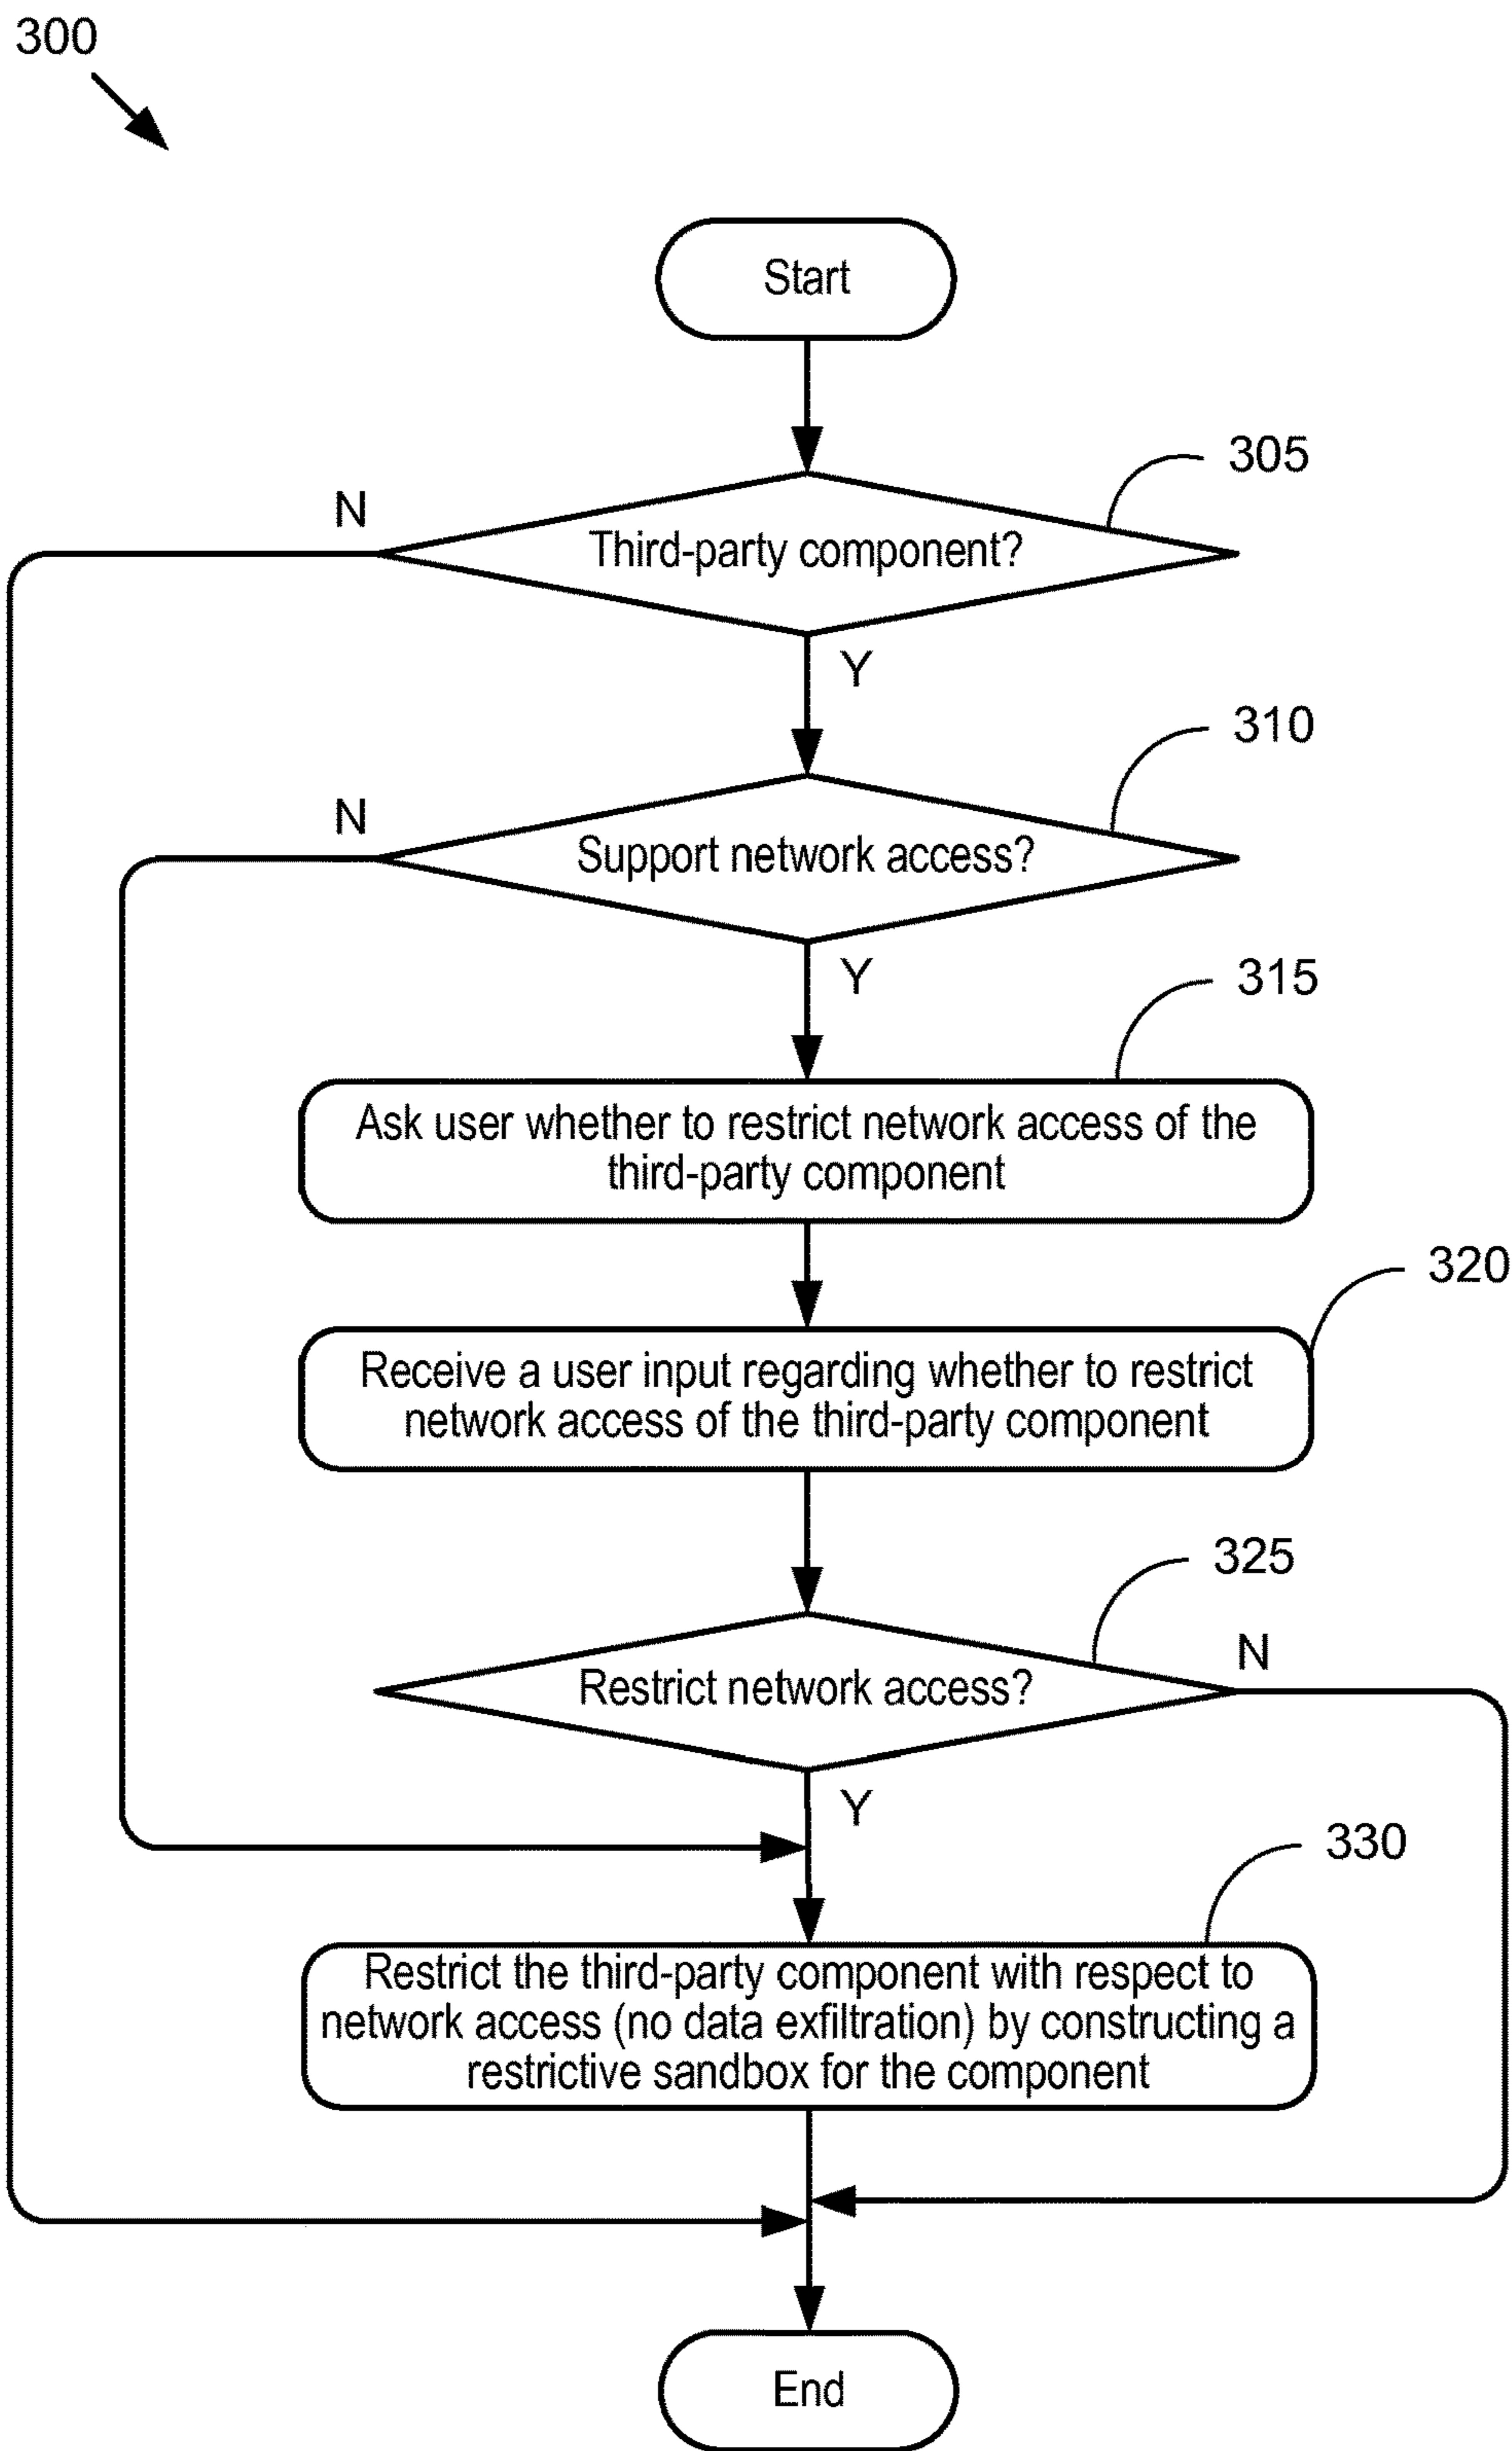 300
Start
305
N
Third-party component?
Y
310
N
Support network access?
Y
315
Ask user whether to restrict network access of the
third-party component
320
Receive a user input regarding whether to restrict
network access of the third-party component
325
N
Restrict network access?
Y
330
Restrict the third-party component with respect to
network access (no data exfiltration) by constructing a
restrictive sandbox for the component
End